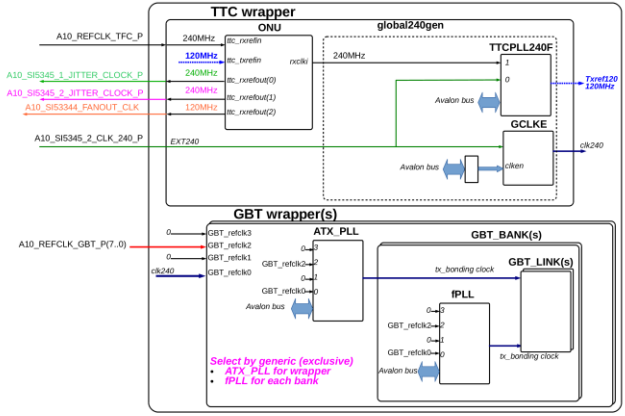 TTC wrapper
global240gen
ONU
A10_REFCLK_TFC_P
240MHz
ttc_rxrefin
120MHz
ttc_txrefin
rxclki
240MHz
TTCPLL240F
1
0
A10_SI5345_1_JITTER_CLOCK_P
240MHz
ttc_rxrefout(0)
A10_SI5345_2_JITTER_CLOCK_P
240MHz
ttc_rxrefout(1)
A10_SI53344_FANOUT_CLK
120MHz
ttc_rxrefout(2)
Txref120
120MHz
Avalon bus
GCLKE
A10_SI5345_2_CLK_240_P
EXT240
clk240
Avalon bus
clken
GBT wrapper(s)
0
GBT_refclk3
A10_REFCLK_GBT_P(7..0)
GBT_refclk2
0
GBT_refclk1
clk240
GBT_refclk0
ATX_PLL
0
3
GBT_refclk2
2
0
1
GBT_refclk0
0
Avalon bus
GBT_BANK(s)
GBT_LINK(s)
tx_bonding clock
fPLL
0
3
GBT_refclk2
2
0
1
GBT_refclk0
0
Avalon bus
tx_bonding clock
Select by generic (exclusive)
• ATX_PLL for wrapper
• fPLL for each bank